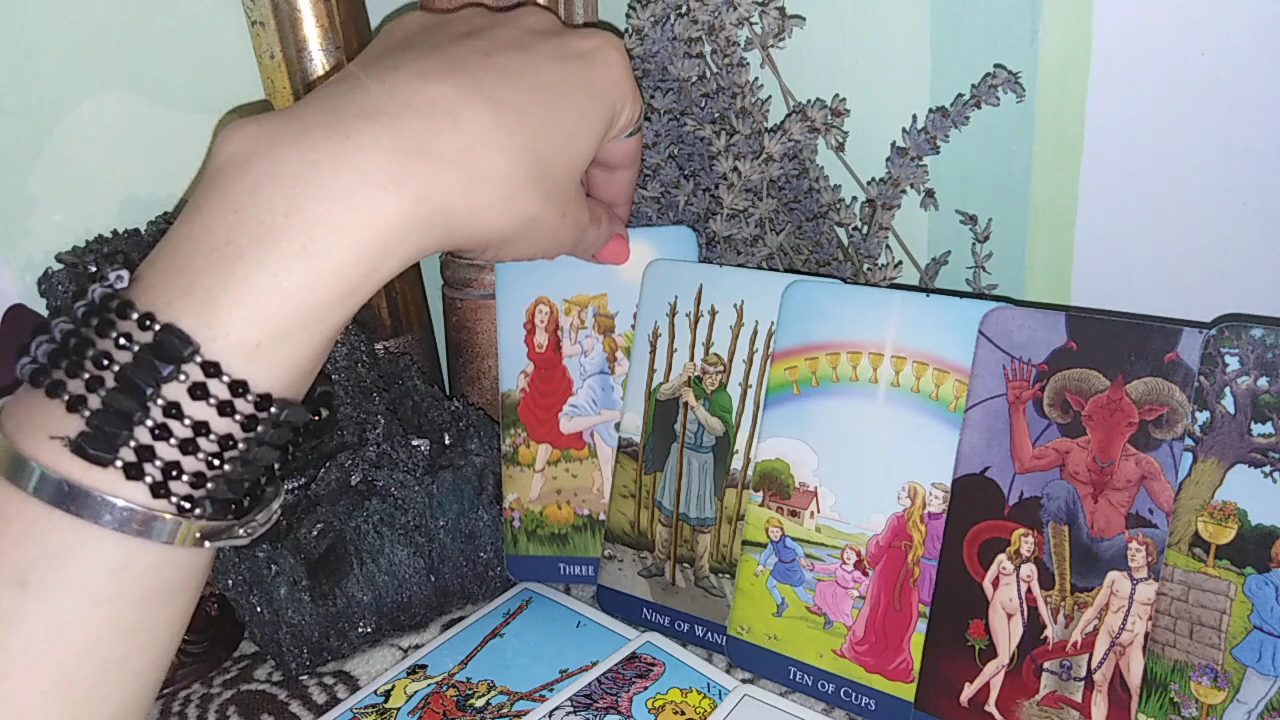 THREE
NINE OF WAN
TEN OF CUPS
V